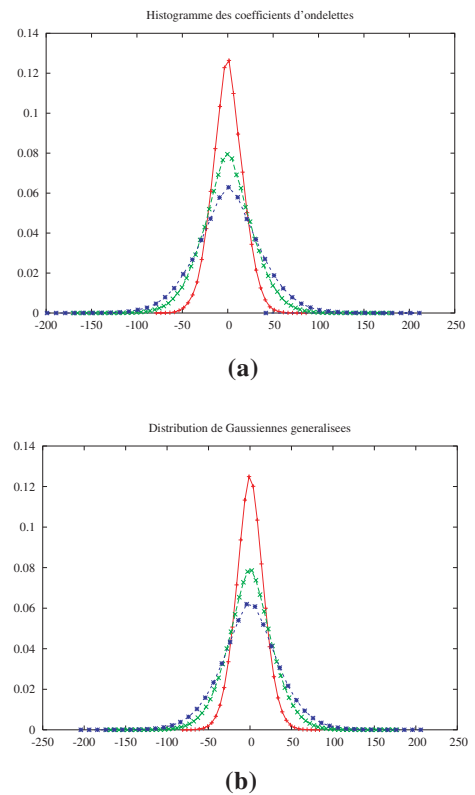 Histogramme des coefficients d'ondelettes
0.14
0.12
0.1
0.08
0.06
0.04
0.02
0
-200 -150 -100 -50 0 50 100 150 200 250
(a)
Distribution de Gaussiennes generalisees
0.14
0.12
0.1
0.08
0.06
0.04
0.02
0
-250 -200 -150 -100 -50 0 50 100 150 200 250
(b)